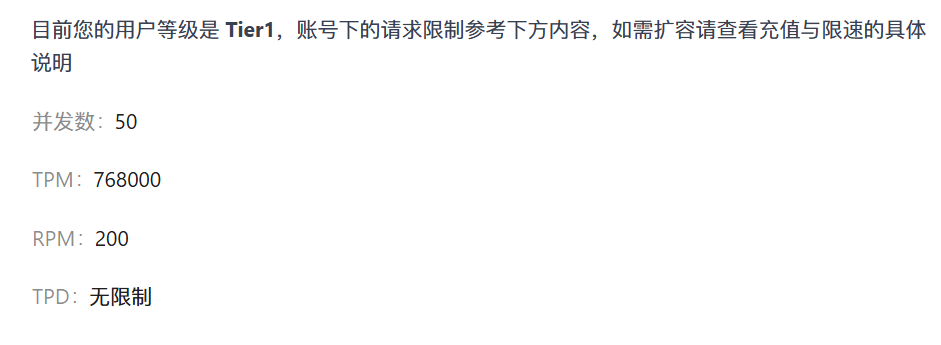 目前您的用户等级是 Tier1，账号下的请求限制参考下方内容，如需扩容请查看充值与限速的具体
说明
并发数：50
TPM：768000
RPM：200
TPD：无限制